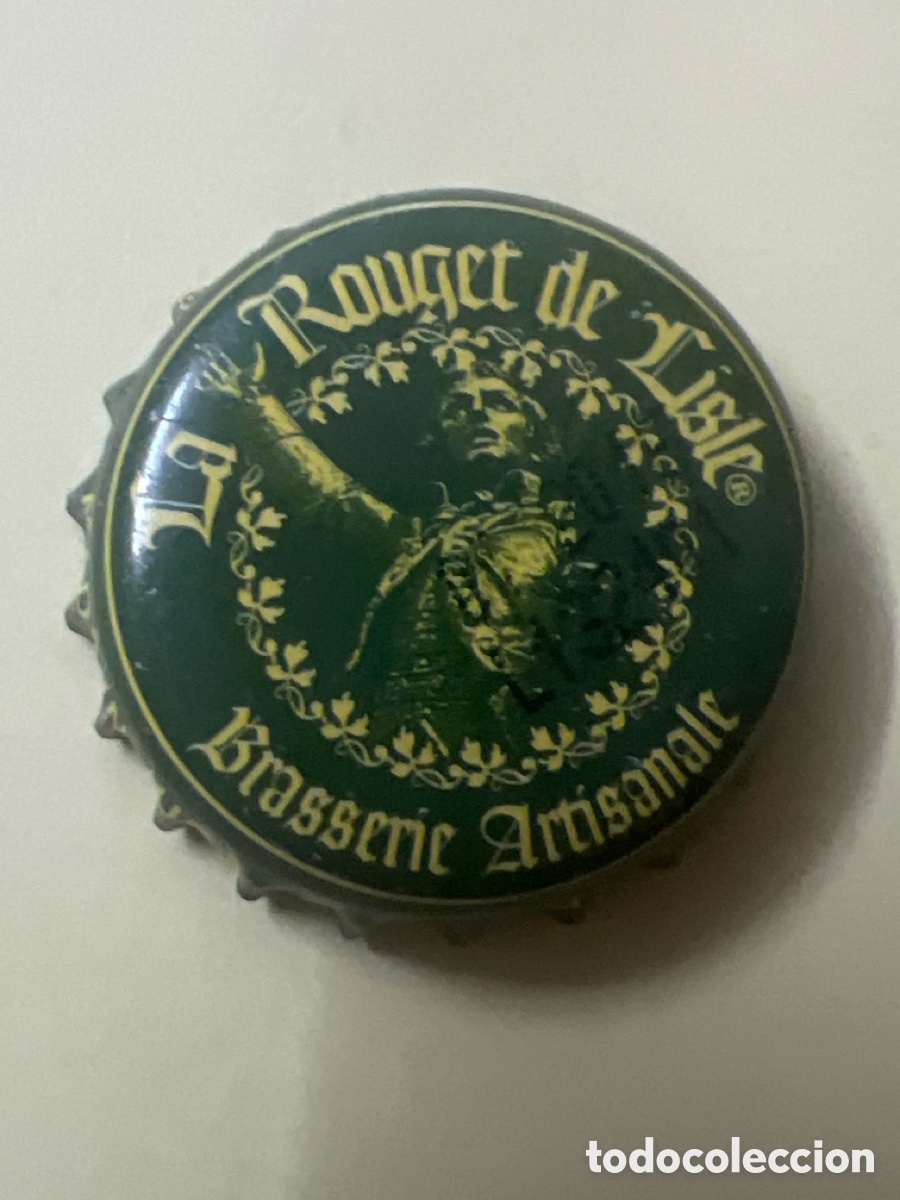 La Rouget de Lisle®
Brasserie Artisanale
todocoleccion